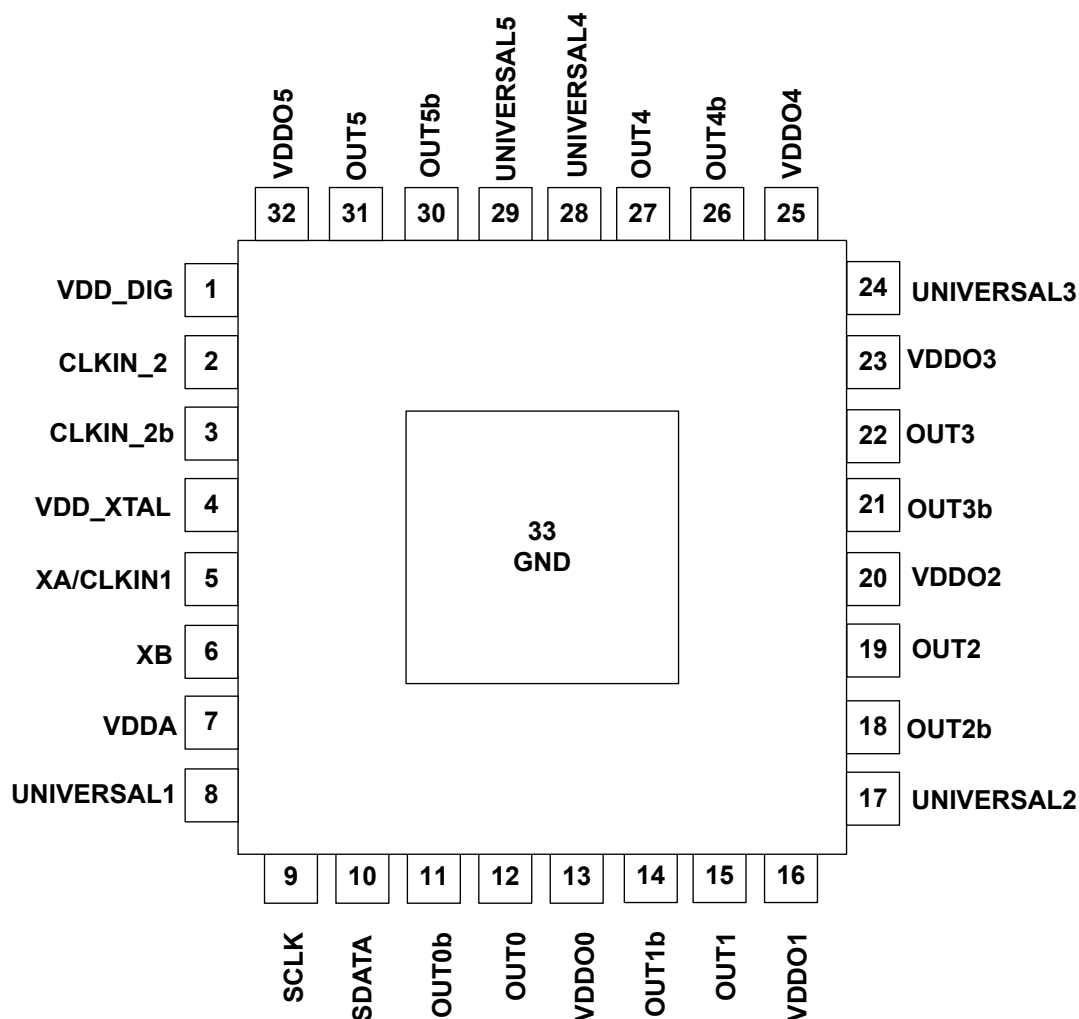 VDDO5
OUT5
OUT5b
UNIVERSAL5
UNIVERSAL4
OUT4
OUT4b
VDDO4
32
31
30
29
28
27
26
25
VDD_DIG
1
CLKIN_2
2
CLKIN_2b
3
VDD_XTAL
4
XA/CLKIN1
5
XB
6
VDDA
7
UNIVERSAL1
8
33
GND
24
UNIVERSAL3
23
VDDO3
22
OUT3
21
OUT3b
20
VDDO2
19
OUT2
18
OUT2b
17
UNIVERSAL2
9
10
11
12
13
14
15
16
SCLK
SDATA
OUT0b
OUT0
VDDO0
OUT1b
OUT1
VDDO1